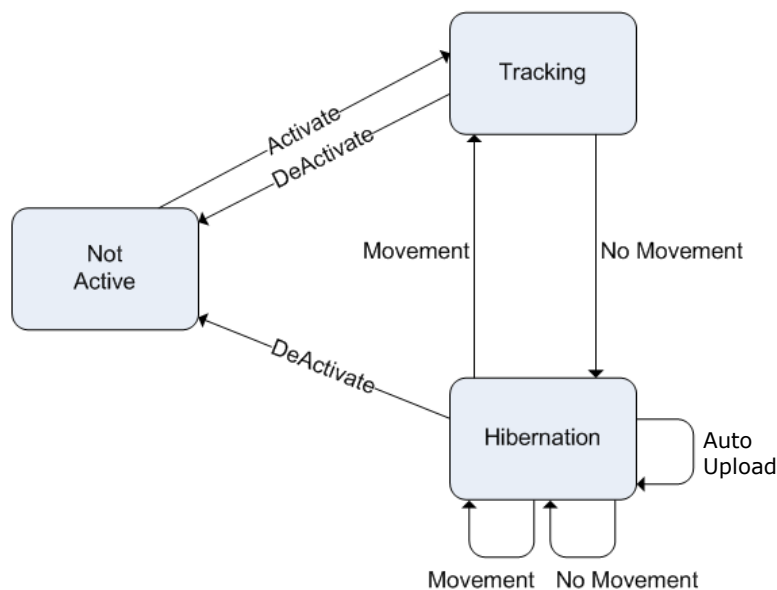 Tracking
Activate
DeActivate
Not
Active
Movement
No Movement
DeActivate
Hibernation
Auto
Upload
Movement
No Movement